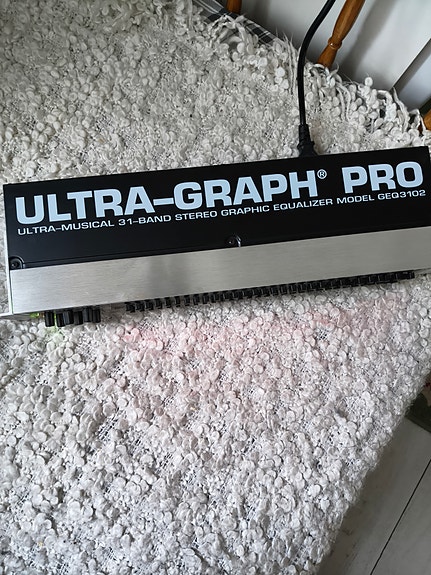 ULTRA-GRAPH® PRO
ULTRA-MUSICAL 31-BAND STEREO GRAPHIC EQUALIZER MODEL GEQ3102